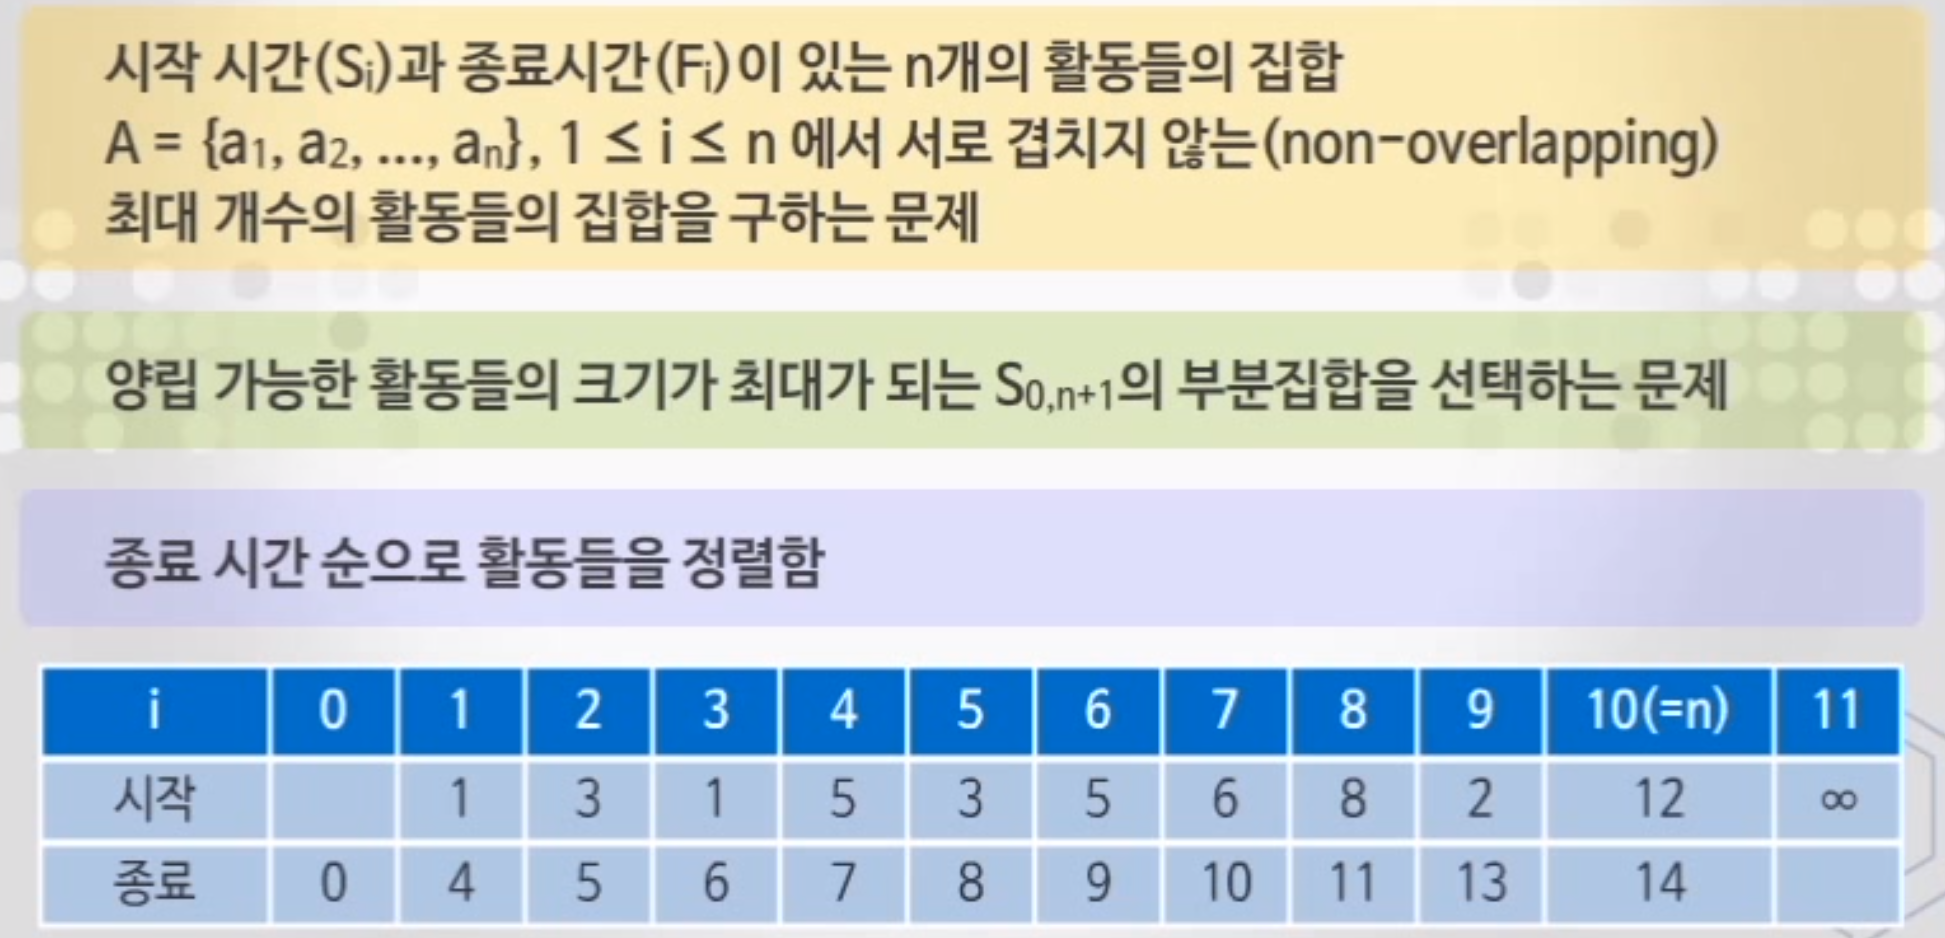 시작 시간(Si)과 종료시간(Fi)이 있는 n개의 활동들의 집합
A = {a1, a2, ..., an}, 1 ≤ i ≤ n 에서 서로 겹치지 않는(non-overlapping)
최대 개수의 활동들의 집합을 구하는 문제
양립 가능한 활동들의 크기가 최대가 되는 S0,n+1의 부분집합을 선택하는 문제
종료 시간 순으로 활동들을 정렬함
i 0 1 2 3 4 5 6 7 8 9 10(=n) 11
시작 1 3 1 5 3 5 6 8 2 12 ∞
종료 0 4 5 6 7 8 9 10 11 13 14